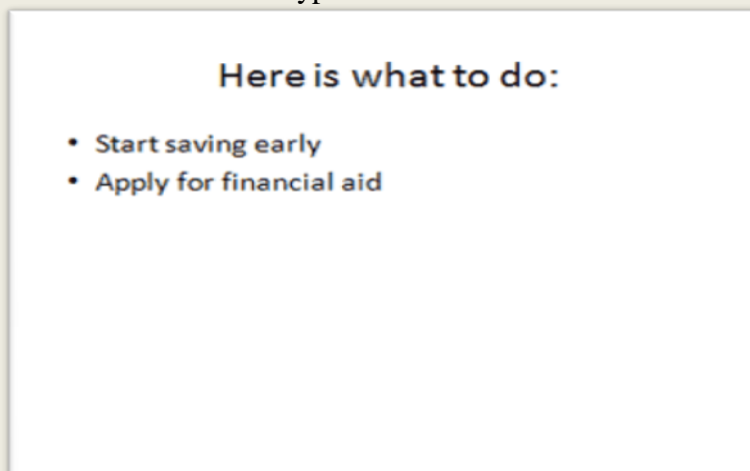 Here is what to do:
• Start saving early
• Apply for financial aid